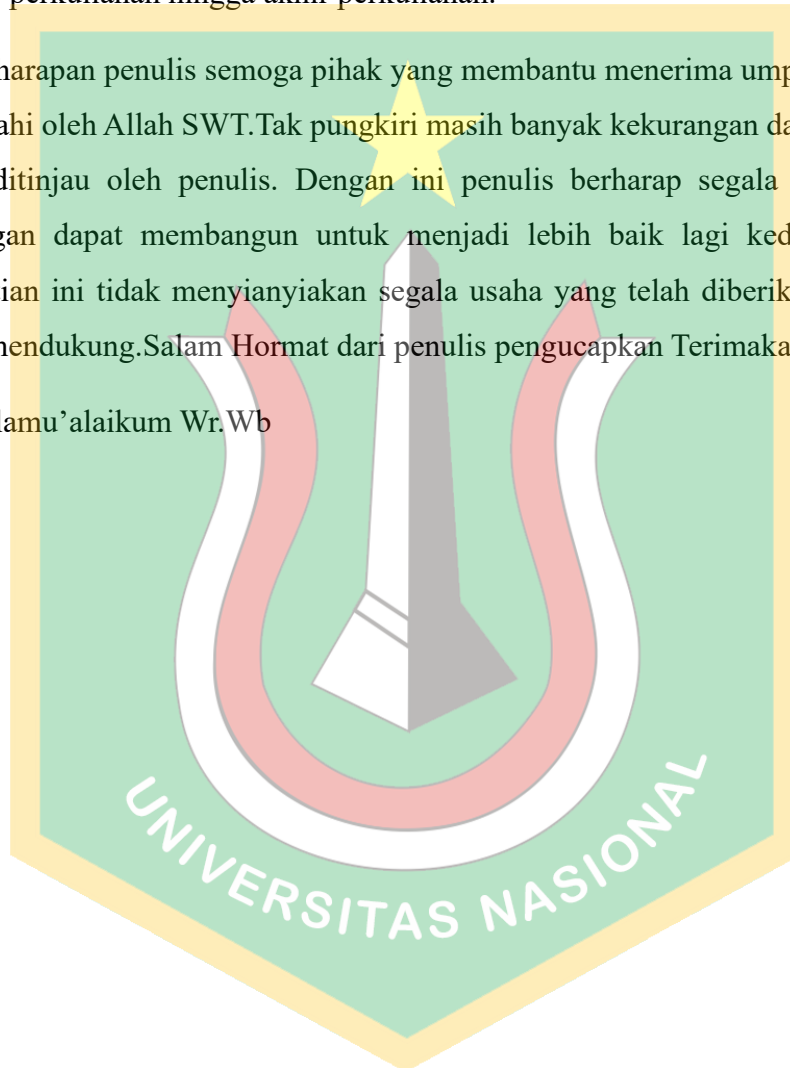 perkuliahan hingga akhir perkuliahan.
harapan penulis semoga pihak yang membantu menerima
ahi oleh Allah SWT.Tak pungkiri masih banyak kekurangan da
ditinjau oleh penulis. Dengan ini penulis berharap segala
gan dapat membangun untuk menjadi lebih baik lagi ked
ian ini tidak menyianyiakan segala usaha yang telah diberik
mendukung.Salam Hormat dari penulis pengucapkan Terimaka
lamu’alaikum Wr.Wb
UNIVERSITAS NASIONAL